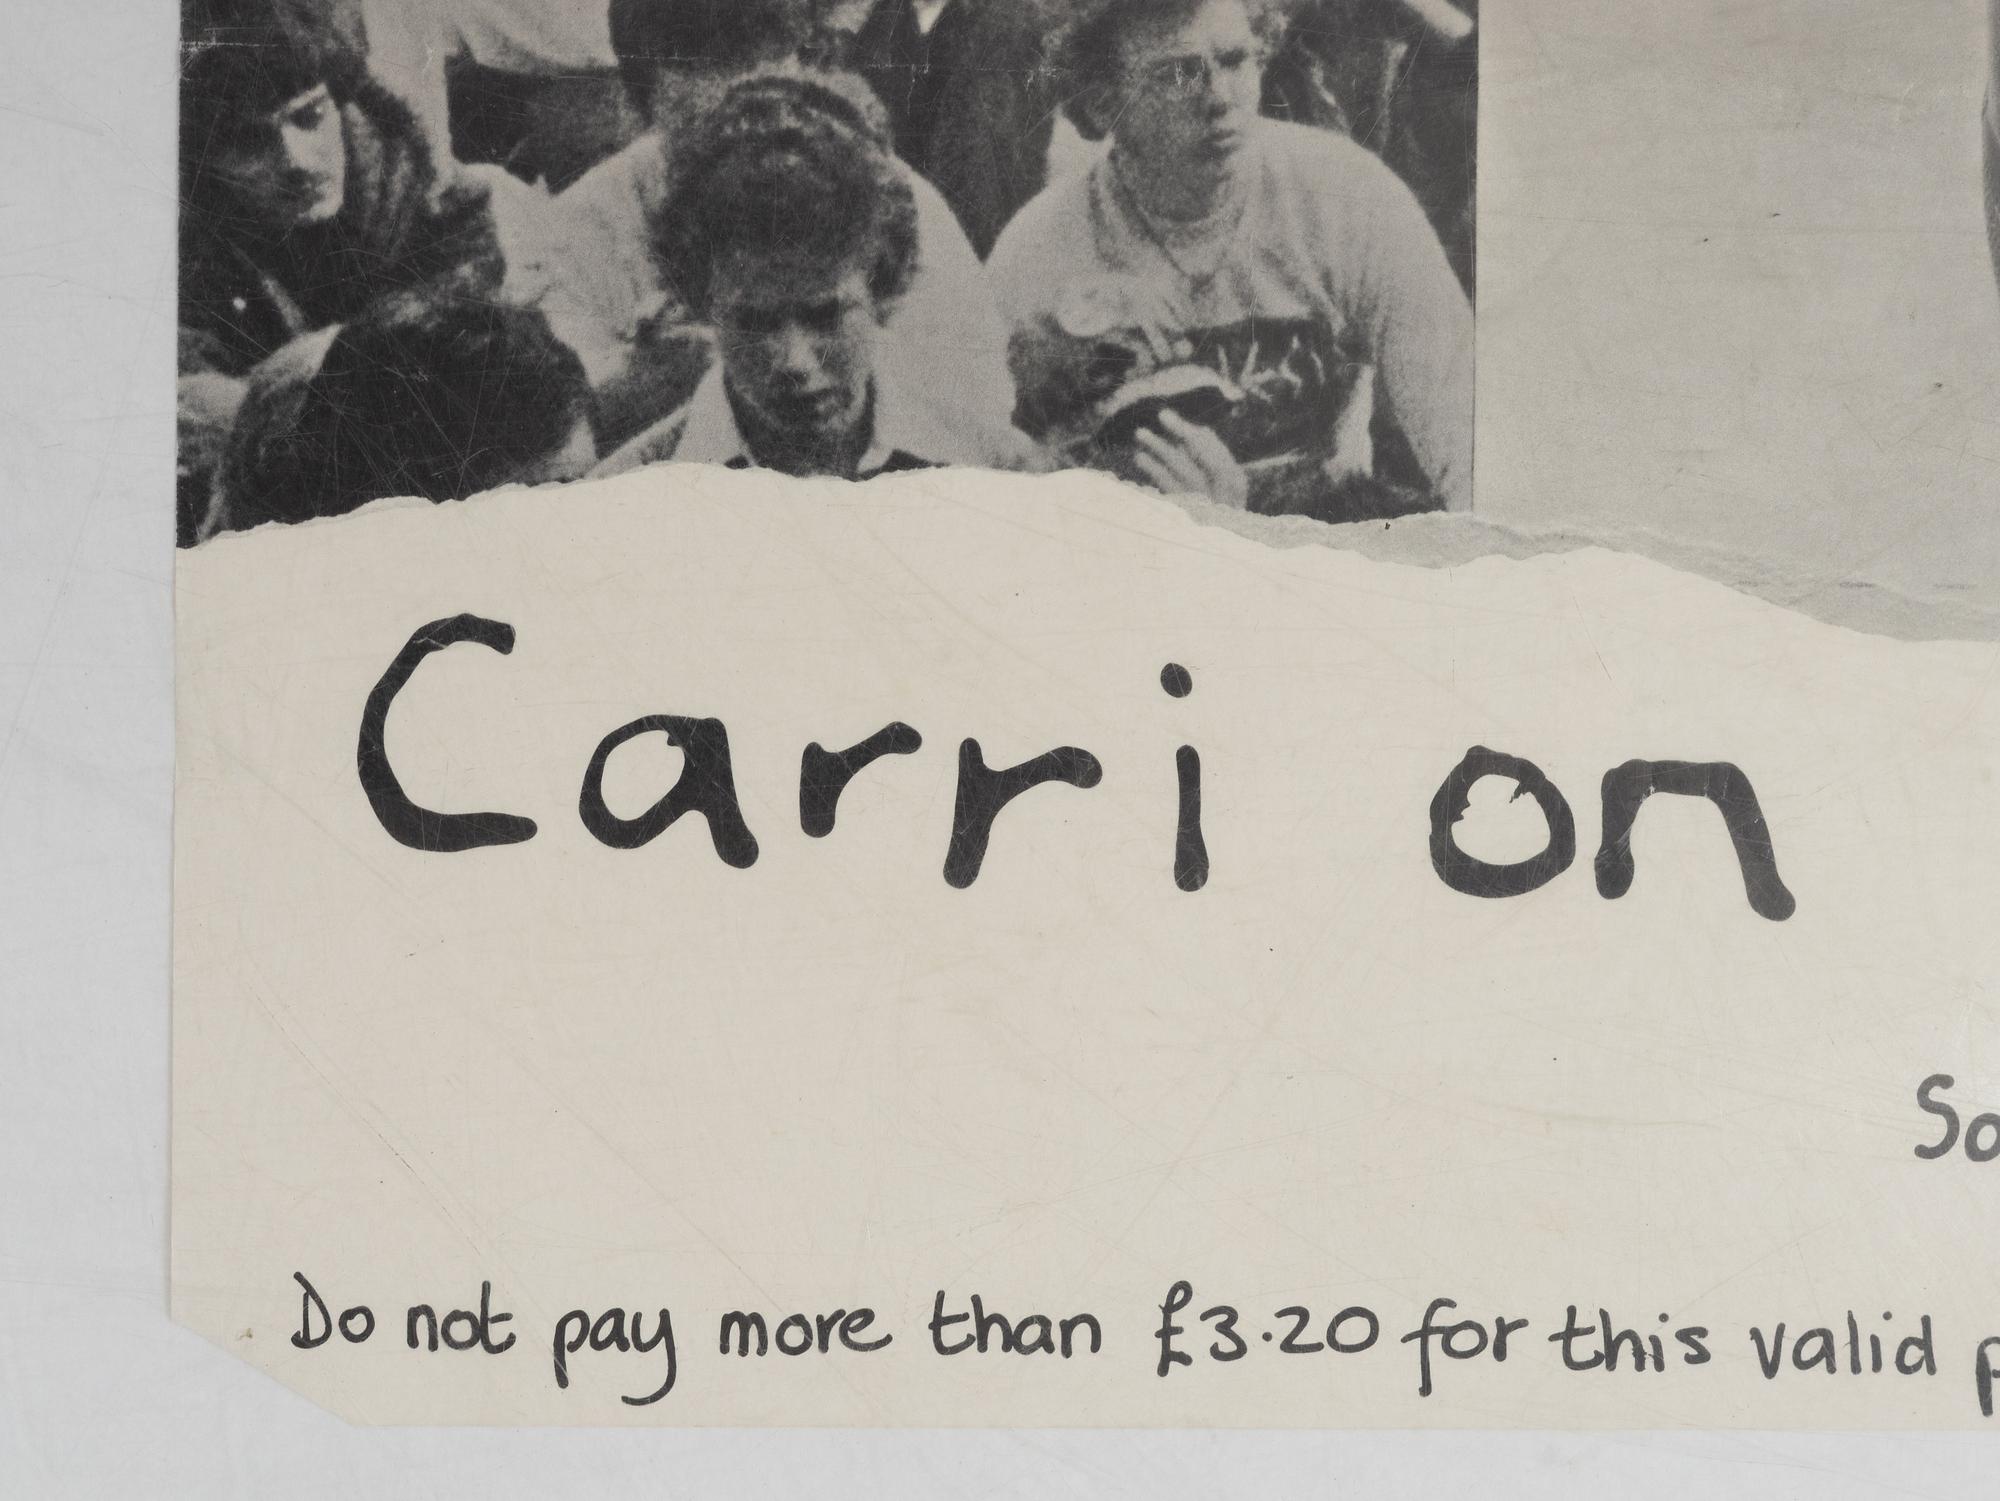 Carri on
So
Do not pay more than £3.20 for this valid p